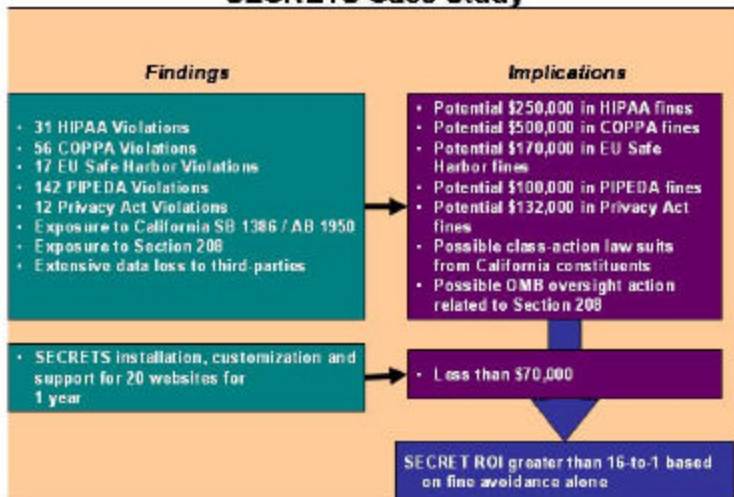 SECRETS Case Study
Findings
Implications
• 31 HIPAA Violations
• 56 COPPA Violations
• 17 EU Safe Harbor Violations
• 142 PIPEDA Violations
• 12 Privacy Act Violations
• Exposure to California SB 1386 / AB 1950
• Exposure to Section 208
• Extensive data loss to third-parties
• Potential $250,000 in HIPAA fines
• Potential $500,000 in COPPA fines
• Potential $170,000 in EU Safe
Harbor fines
• Potential $100,000 in PIPEDA fines
• Potential $132,000 in Privacy Act
fines
• Possible class-action law suits
from California constituents
• Possible OMB oversight action
related to Section 208
• SECRETS installation, customization and
support for 20 websites for
1 year
• Less than $70,000
SECRET ROI greater than 16-to-1 based
on fine avoidance alone